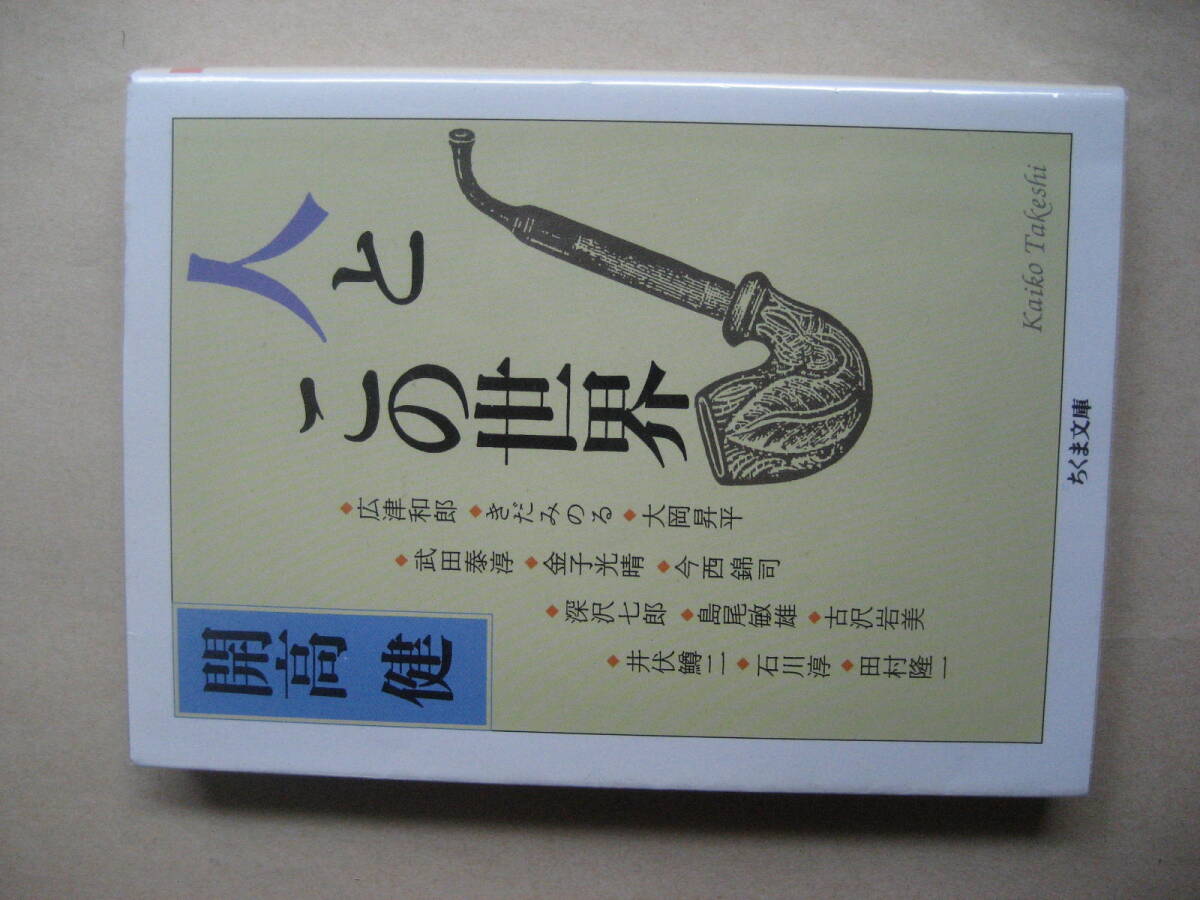 人と
この世界
◆広津和郎◆きだみのる◆大岡昇平
◆武田泰淳◆金子光晴◆今西錦司
◆深沢七郎◆島尾敏雄◆古沢岩美
◆井伏鱒二◆石川淳◆田村隆一
開高
健
Kaiko Takeshi
ちくま文庫